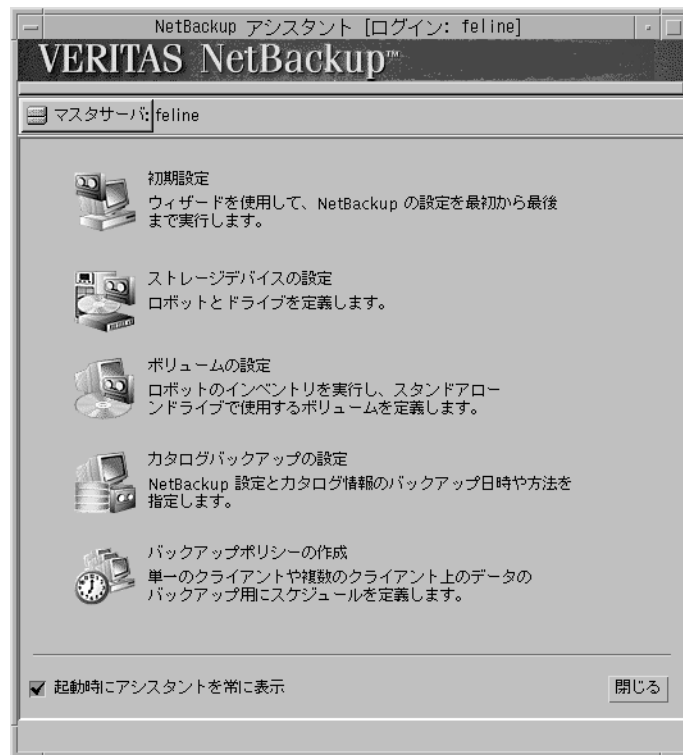 NetBackup アシスタント [ログイン: feline]
VERITAS NetBackup™
マスタサーバ: feline
初期設定
ウィザードを使用して、NetBackup の設定を最初から最後
まで実行します。
ストレージデバイスの設定
ロボットとドライブを定義します。
ボリュームの設定
ロボットのインベントリを実行し、スタンドアロー
ンドライブで使用するボリュームを定義します。
カタログバックアップの設定
NetBackup 設定とカタログ情報のバックアップ日時や方法を
指定します。
バックアップポリシーの作成
単一のクライアントや複数のクライアント上のデータの
バックアップ用にスケジュールを定義します。
起動時にアシスタントを常に表示
閉じる